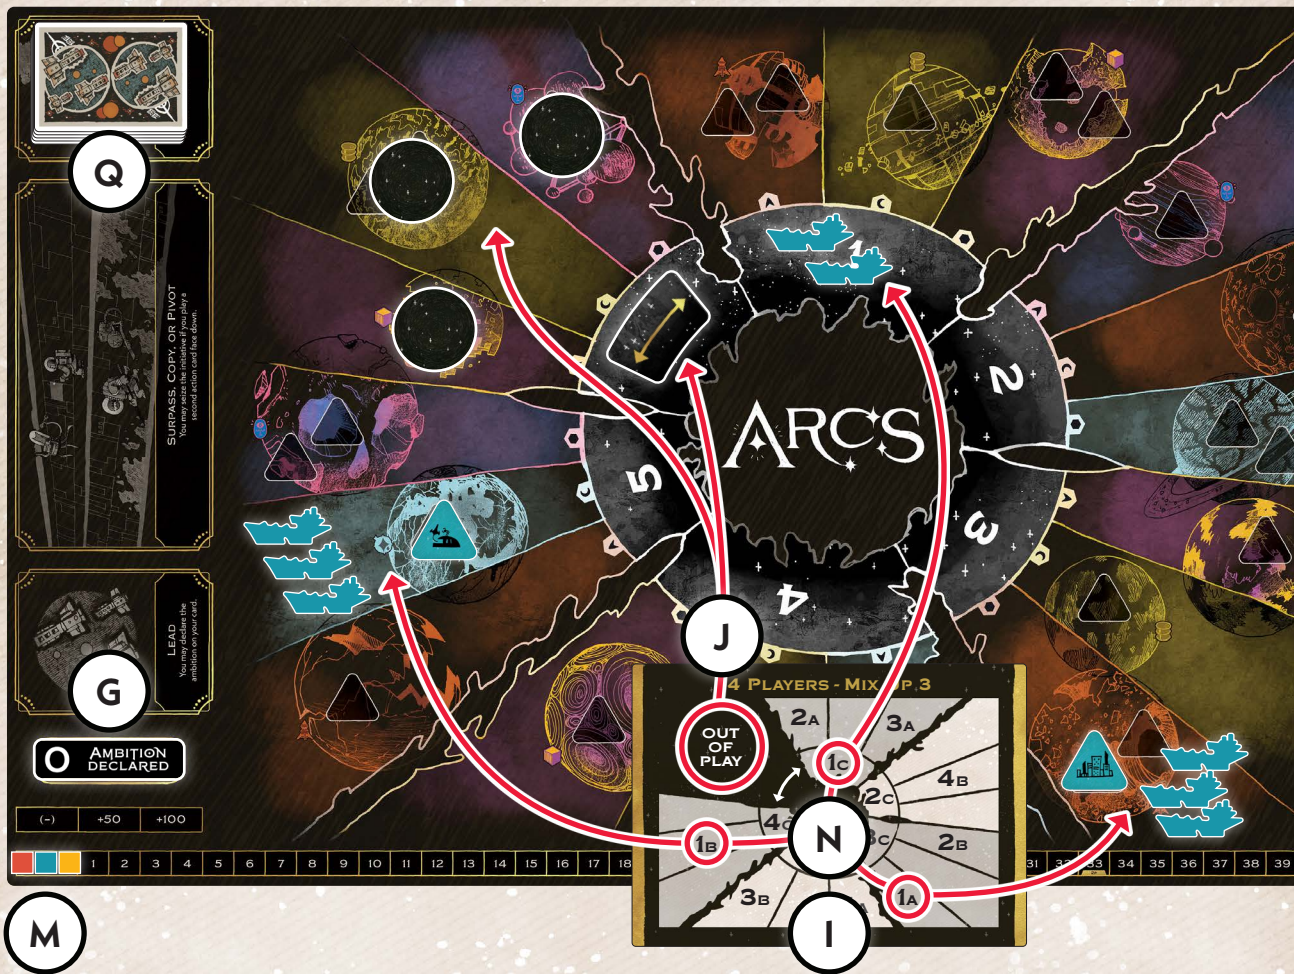 Q
SURPASS, COPY, OR PIVOT
You may seize the initiative if you play a
second action card face down.
LEAD
You may declare the
ambition on your card.
G
O AMBITION
DECLARED
(-) +50 +100
1 2 3 4 5 6 7 8 9 10 11 12 13 14 15 16 17 18
M
1
2
3
4
5
ARCS
J
4 PLAYERS - MIX UP 3
OUT
OF
PLAY
2A
3A
1C
4B
2C
4C
N
3C
2B
1B
3B
A
1A
I
31 32 33 34 35 36 37 38 39